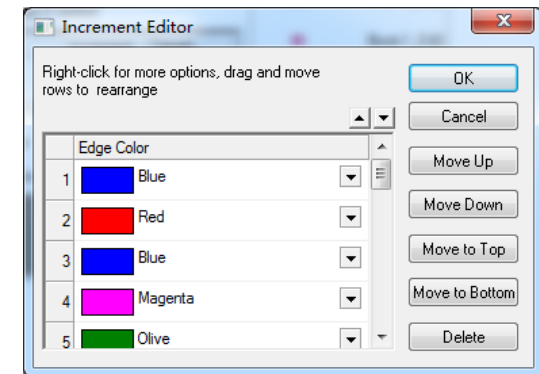 Increment Editor
Right-click for more options, drag and move
rows to rearrange
OK
Cancel
Move Up
Move Down
Move to Top
Move to Bottom
Delete
Edge Color
1 Blue
2 Red
3 Blue
4 Magenta
5 Olive